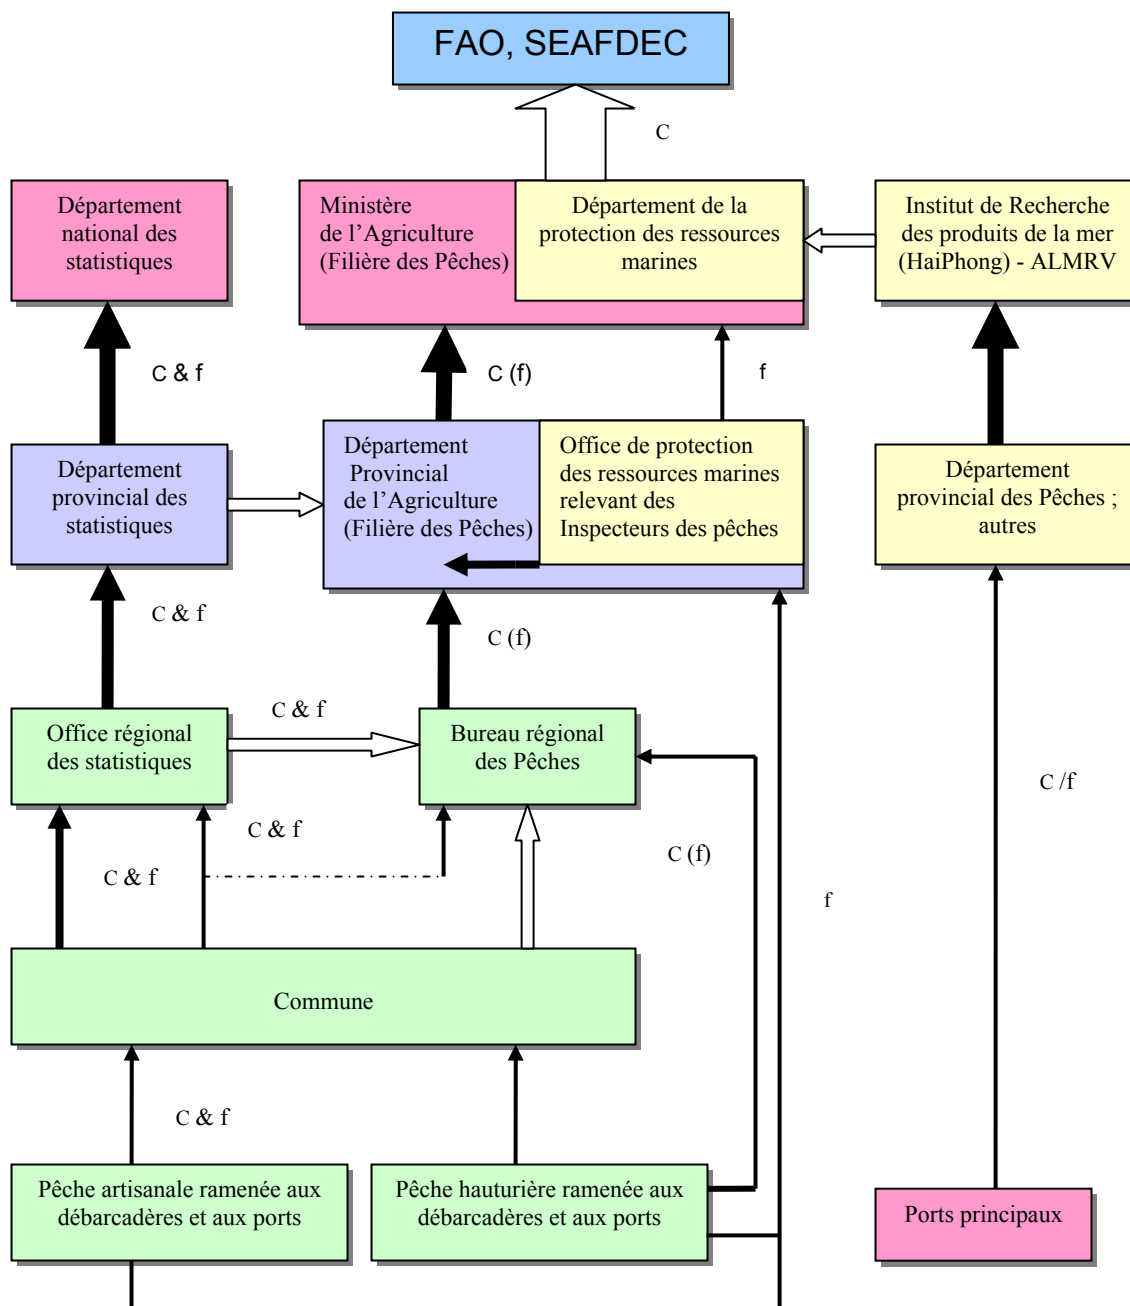 FAO, SEAFDEC
C
Département
national des
statistiques
Ministère
de l’Agriculture
(Filière des Pêches)
Département de la
protection des ressources
marines
Institut de Recherche
des produits de la mer
(HaiPhong) - ALMRV
C & f
C (f)
f
Département
provincial des
statistiques
Département
Provincial
de l’Agriculture
(Filière des Pêches)
Office de protection
des ressources marines
relevant des
Inspecteurs des pêches
Département
provincial des Pêches ;
autres
C & f
C (f)
C & f
Office régional
des statistiques
Bureau régional
des Pêches
C /f
C & f
C (f)
C & f
f
Commune
C & f
Pêche artisanale ramenée aux
débarcadères et aux ports
Pêche hauturière ramenée aux
débarcadères et aux ports
Ports principaux